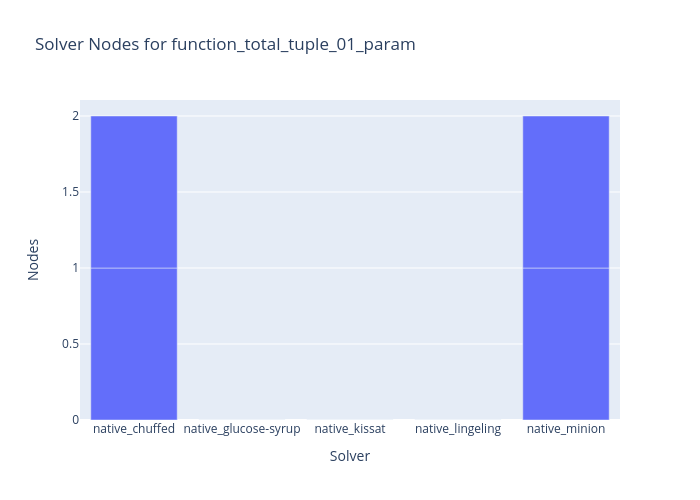 Solver Nodes for function_total_tuple_01_param
2
1.5
1
0.5
0
Nodes
native_chuffed native_glucose-syrup native_kissat native_lingeling native_minion
Solver